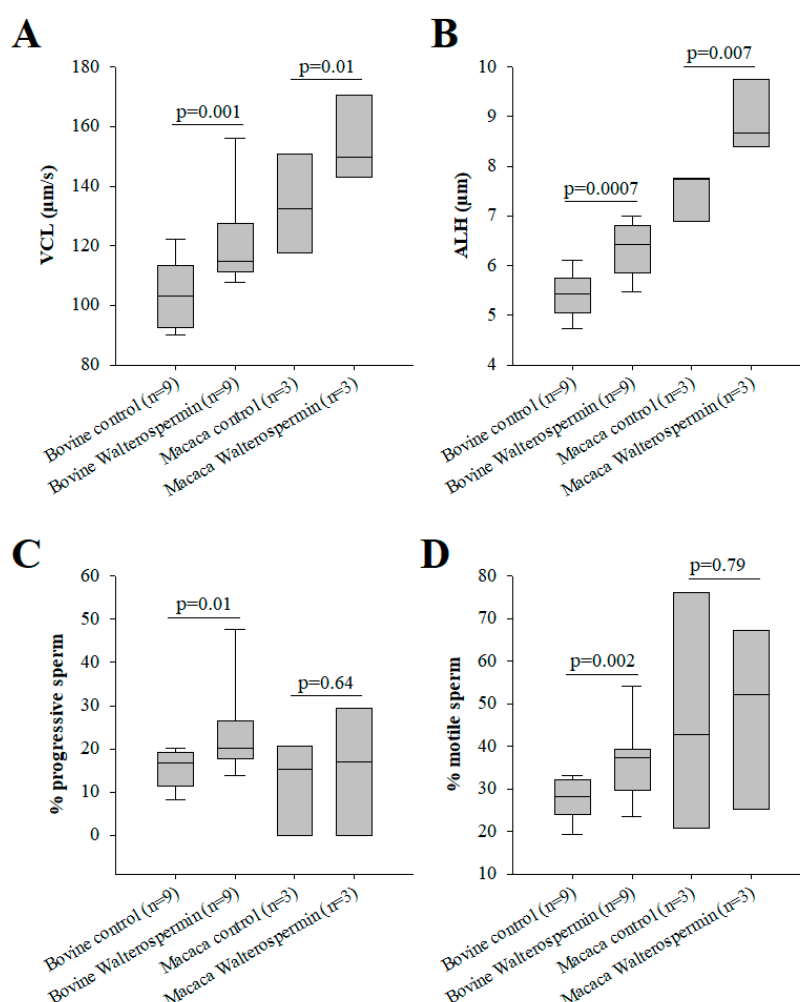 A
VCL (µm/s)
180
160
140
120
100
80
p=0.001
p=0.01
Bovine control (n=9)
Bovine Walterospermin (n=9)
Macaca control (n=3)
Macaca Walterospermin (n=3)
B
ALH (µm)
10
9
8
7
6
5
4
p=0.0007
p=0.007
Bovine control (n=9)
Bovine Walterospermin (n=9)
Macaca control (n=3)
Macaca Walterospermin (n=3)
C
% progressive sperm
60
50
40
30
20
10
0
p=0.01
p=0.64
Bovine control (n=9)
Bovine Walterospermin (n=9)
Macaca control (n=3)
Macaca Walterospermin (n=3)
D
% motile sperm
80
70
60
50
40
30
20
10
p=0.002
p=0.79
Bovine control (n=9)
Bovine Walterospermin (n=9)
Macaca control (n=3)
Macaca Walterospermin (n=3)